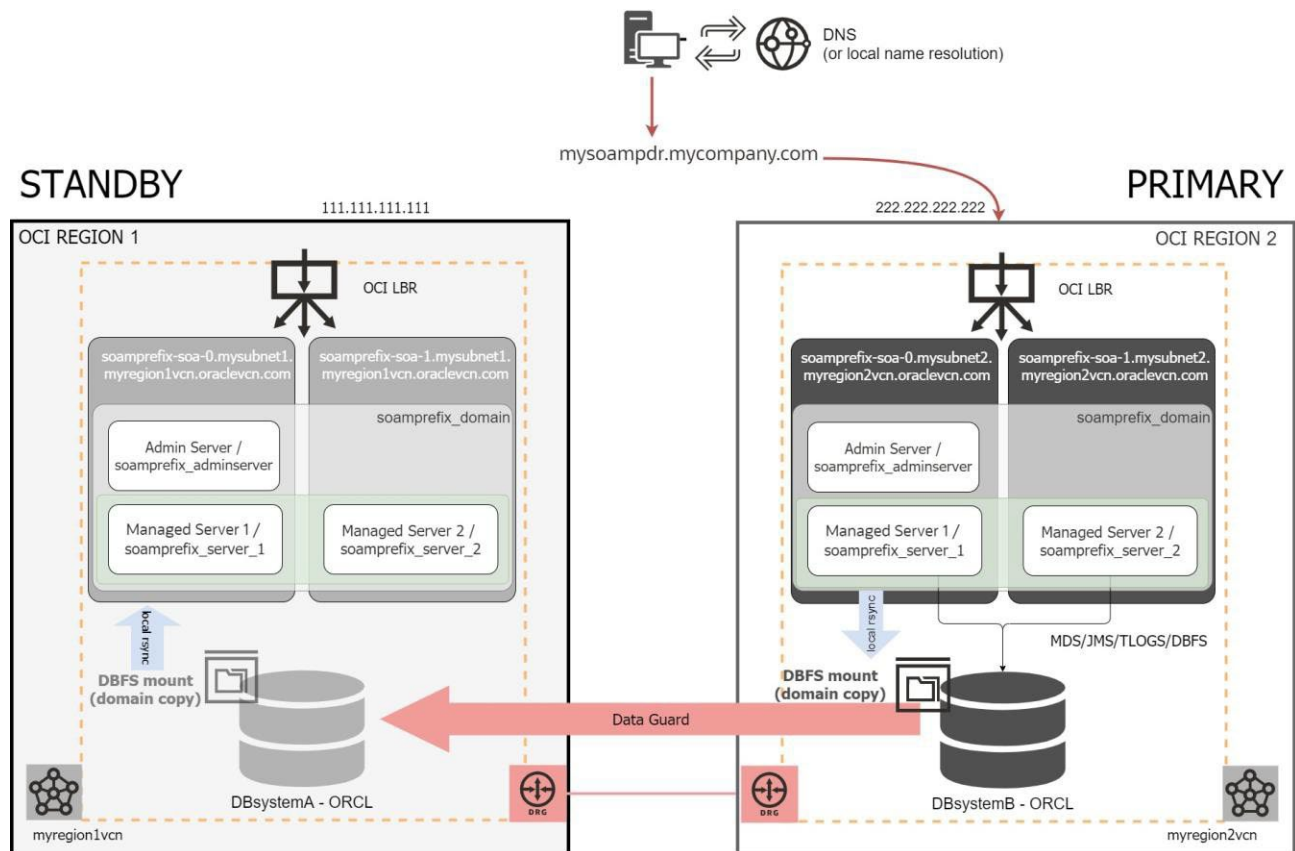 DNS
(or local name resolution)
mysoampdr.mycompany.com
STANDBY
111.111.111.111
OCI REGION 1
OCI LBR
soamprefix-soa-0.mysubnet1.
myregion1vcn.oraclevcn.com
soamprefix-soa-1.mysubnet1.
myregion1vcn.oraclevcn.com
soamprefix_domain
Admin Server /
soamprefix_adminserver
Managed Server 1 /
soamprefix_server_1
Managed Server 2 /
soamprefix_server_2
local rsync
DBFS mount
(domain copy)
DBsystemA - ORCL
myregion1vcn
DRG
Data Guard
PRIMARY
222.222.222.222
OCI REGION 2
OCI LBR
soamprefix-soa-0.mysubnet2.
myregion2vcn.oraclevcn.com
soamprefix-soa-1.mysubnet2.
myregion2vcn.oraclevcn.com
soamprefix_domain
Admin Server /
soamprefix_adminserver
Managed Server 1 /
soamprefix_server_1
Managed Server 2 /
soamprefix_server_2
local rsync
MDS/JMS/TLOGS/DBFS
DBFS mount
(domain copy)
DBsystemB - ORCL
DRG
myregion2vcn